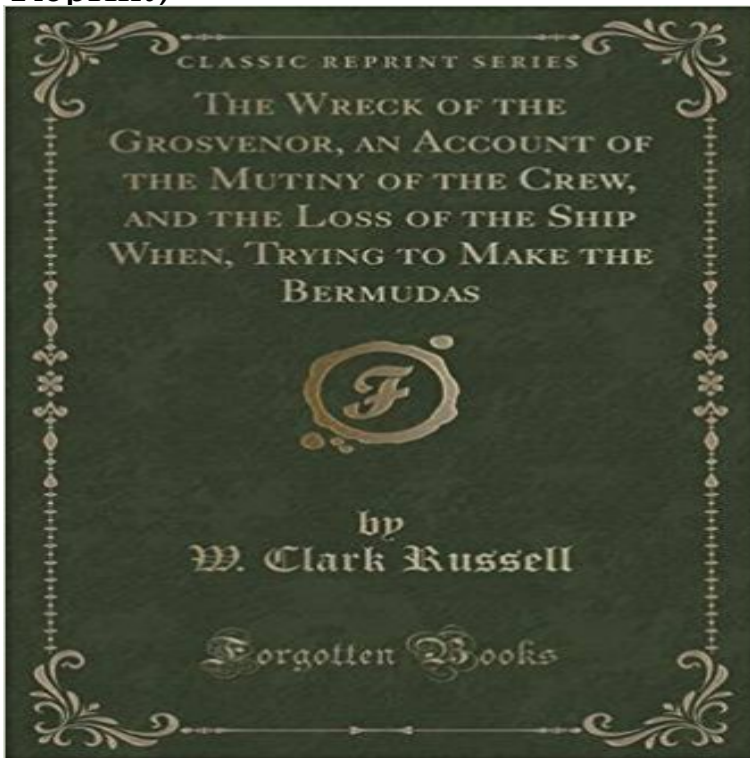 CLASSIC REPRINT SERIES
THE WRECK OF THE
GROSVENOR, AN ACCOUNT OF
THE MUTINY OF THE CREW,
AND THE LOSS OF THE SHIP
WHEN, TRYING TO MAKE THE
BERMUDAS
F
by
W. Clark Russell
Forgotten Books